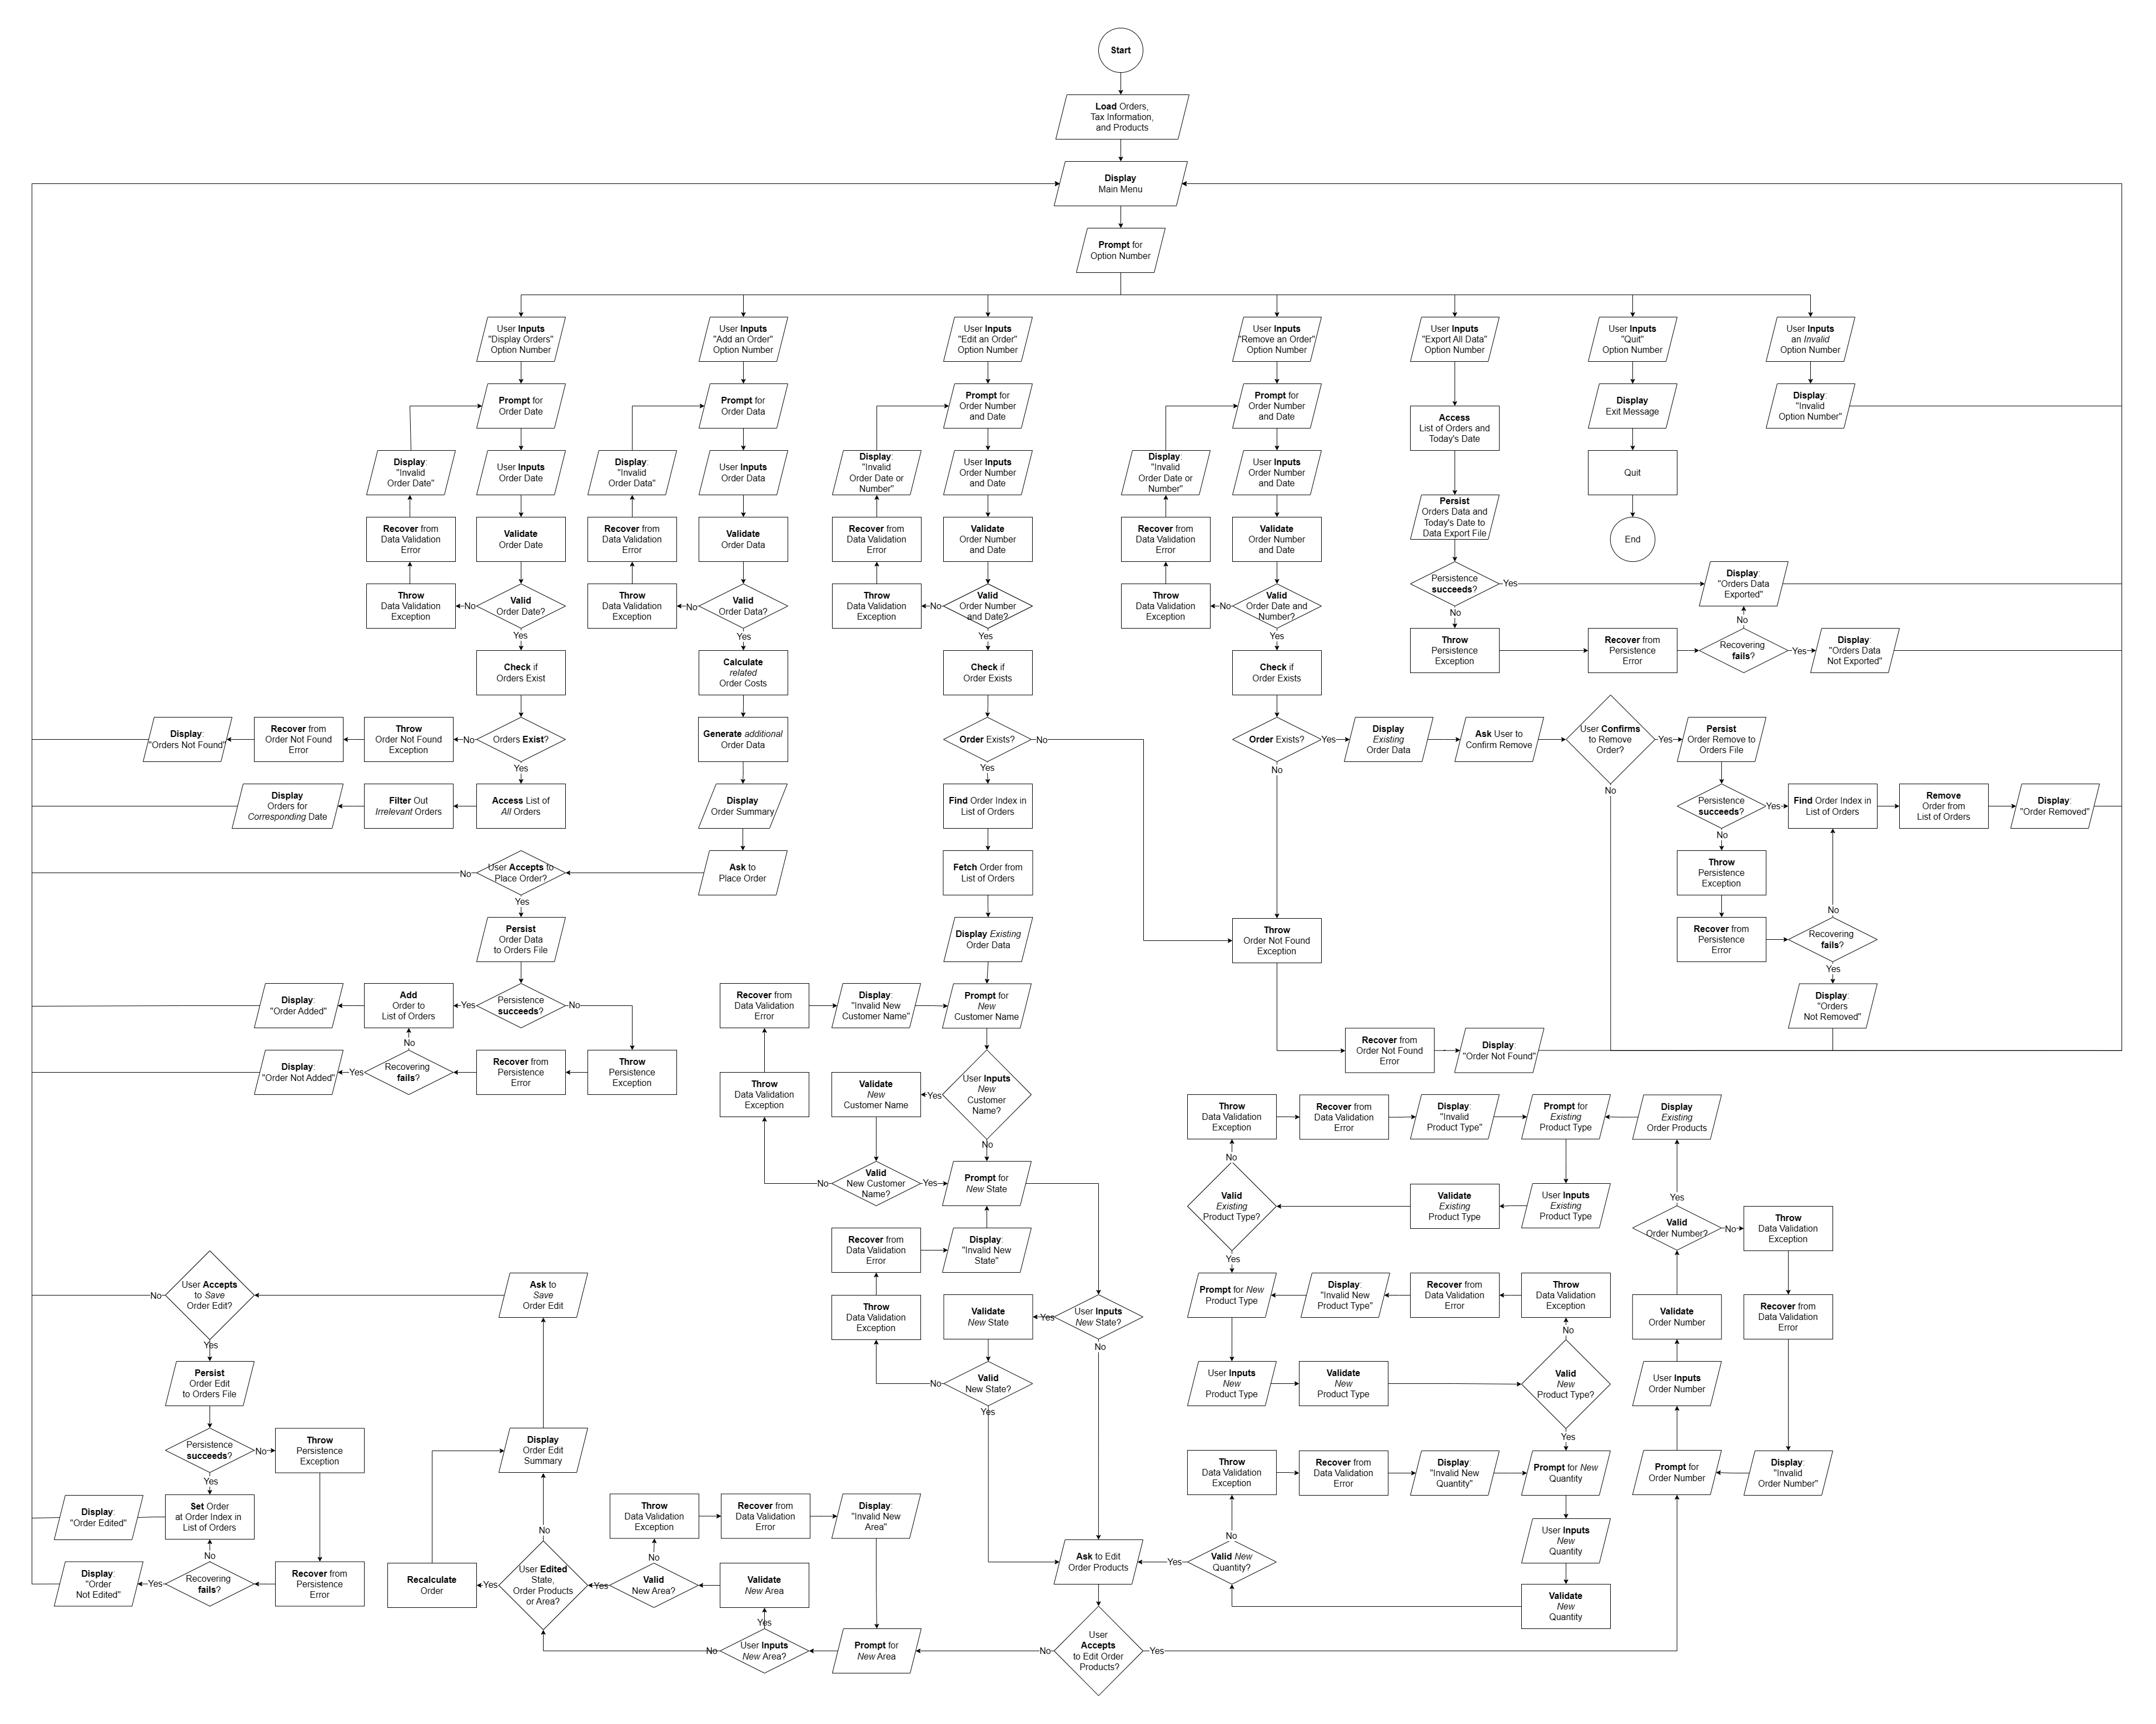 Start
Load Orders,
Tax Information,
and Products
Display
Main Menu
Prompt for
Option Number
User Inputs
"Display Orders"
Option Number
User Inputs
"Add an Order"
Option Number
User Inputs
"Edit an Order"
Option Number
User Inputs
"Remove an Order"
Option Number
User Inputs
"Export All Data"
Option Number
User Inputs
"Quit"
Option Number
User Inputs
an Invalid
Option Number
Prompt for
Order Date
Prompt for
Order Data
Prompt for
Order Number
and Date
Prompt for
Order Number
and Date
Access
List of Orders and
Today's Date
Display
Exit Message
Display:
"Invalid
Option Number"
Display:
"Invalid
Order Date"
User Inputs
Order Date
Display:
"Invalid
Order Data"
User Inputs
Order Data
Display:
"Invalid
Order Date or
Number"
User Inputs
Order Number
and Date
Display:
"Invalid
Order Date or
Number"
User Inputs
Order Number
and Date
Quit
Persist
Orders Data and
Today's Date to
Data Export File
End
Recover from
Data Validation
Error
Validate
Order Date
Recover from
Data Validation
Error
Validate
Order Data
Recover from
Data Validation
Error
Validate
Order Number
and Date
Recover from
Data Validation
Error
Validate
Order Number
and Date
Throw
Data Validation
Exception
No
Valid
Order Date?
Yes
Throw
Data Validation
Exception
No
Valid
Order Data?
Yes
Throw
Data Validation
Exception
No
Valid
Order Number
and Date?
Yes
Throw
Data Validation
Exception
No
Valid
Order Date and
Number?
Yes
Persistence
succeeds?
Yes
No
Display:
"Orders Data
Exported"
No
Throw
Persistence
Exception
Recover from
Persistence
Error
Recovering
fails?
Yes
Display:
"Orders Data
Not Exported"
Check if
Orders Exist
Calculate
related
Order Costs
Check if
Order Exists
Check if
Order Exists
Display:
"Orders Not Found"
Recover from
Order Not Found
Error
Throw
Order Not Found
Exception
No
Orders Exist?
Yes
Generate additional
Order Data
Order Exists?
No
Yes
Order Exists?
Yes
No
Display
Existing
Order Data
Ask User to
Confirm Remove
User Confirms
to Remove
Order?
Yes
No
Persist
Order Remove to
Orders File
Display
Orders for
Corresponding Date
Filter Out
Irrelevant Orders
Access List of
All Orders
Display
Order Summary
Find Order Index in
List of Orders
Persistence
succeeds?
Yes
No
Find Order Index in
List of Orders
Remove
Order from
List of Orders
Display:
"Order Removed"
User Accepts to
Place Order?
No
Yes
Ask to
Place Order
Fetch Order from
List of Orders
Throw
Persistence
Exception
Persist
Order Data
to Orders File
Display Existing
Order Data
Throw
Order Not Found
Exception
Recover from
Persistence
Error
No
Recovering
fails?
Yes
Display:
"Order Added"
Add
Order to
List of Orders
Yes
Persistence
succeeds?
No
Recover from
Data Validation
Error
Display:
"Invalid New
Customer Name"
Prompt for
New
Customer Name
Display:
"Orders
Not Removed"
No
Display:
"Order Not Added"
Yes
Recovering
fails?
Recover from
Persistence
Error
Throw
Persistence
Exception
Recover from
Order Not Found
Error
Display:
"Order Not Found"
Throw
Data Validation
Exception
Validate
New
Customer Name
Yes
User Inputs
New
Customer
Name?
No
Throw
Data Validation
Exception
Recover from
Data Validation
Error
Display:
"Invalid
Product Type"
Prompt for
Existing
Product Type
Display
Existing
Order Products
No
No
Valid
New Customer
Name?
Yes
Prompt for
New State
Valid
Existing
Product Type?
Yes
Validate
Existing
Product Type
User Inputs
Existing
Product Type
Yes
Valid
Order Number?
No
Throw
Data Validation
Exception
Recover from
Data Validation
Error
Display:
"Invalid New
State"
User Accepts
to Save
Order Edit?
No
Yes
Ask to
Save
Order Edit
Throw
Data Validation
Exception
Validate
New State
Yes
User Inputs
New State?
No
Prompt for New
Product Type
Display:
"Invalid New
Product Type"
Recover from
Data Validation
Error
Throw
Data Validation
Exception
No
Validate
Order Number
Recover from
Data Validation
Error
Persist
Order Edit
to Orders File
No
Valid
New State?
Yes
User Inputs
New
Product Type
Validate
New
Product Type
Valid
New
Product Type?
Yes
User Inputs
Order Number
Persistence
succeeds?
No
Yes
Throw
Persistence
Exception
Display
Order Edit
Summary
Throw
Data Validation
Exception
Recover from
Data Validation
Error
Display:
"Invalid New
Quantity"
Prompt for New
Quantity
Prompt for
Order Number
Display:
"Invalid
Order Number"
Display:
"Order Edited"
Set Order
at Order Index in
List of Orders
No
No
Throw
Data Validation
Exception
Recover from
Data Validation
Error
Display:
"Invalid New
Area"
No
User Inputs
New
Quantity
Display:
"Order
Not Edited"
Yes
Recovering
fails?
Recover from
Persistence
Error
Recalculate
Order
Yes
User Edited
State,
Order Products
or Area?
Yes
No
Valid
New Area?
Validate
New Area
Yes
Ask to Edit
Order Products
Yes
Valid New
Quantity?
Validate
New
Quantity
No
User Inputs
New Area?
Prompt for
New Area
No
User
Accepts
to Edit Order
Products?
Yes